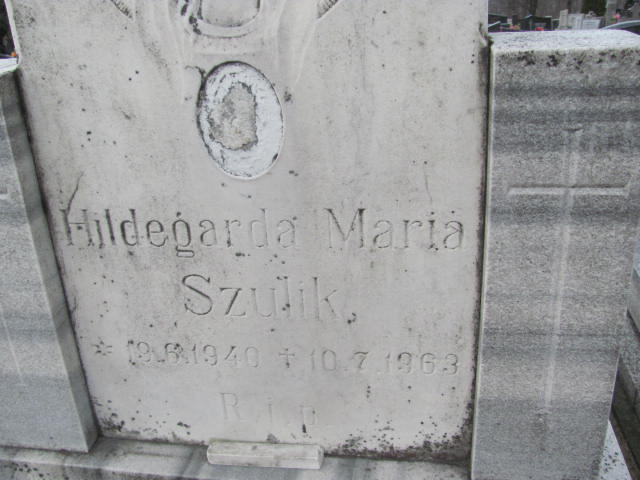 Hildegarda Maria
Szulik
* 19.6.1940 + 10.7.1963
R.i.p.